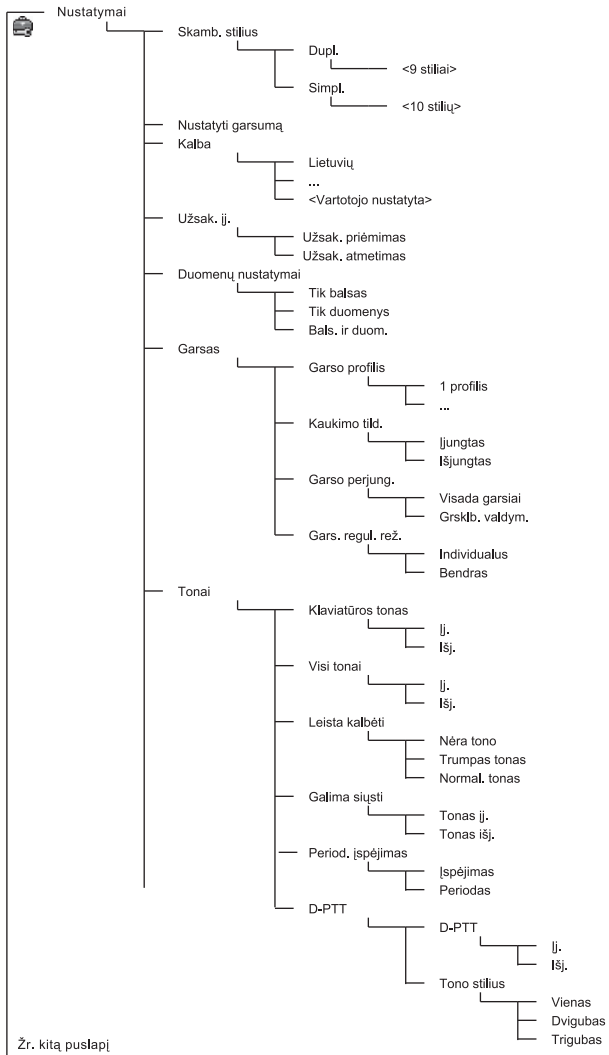 Nustatymai
Skamb. stilius
Dupl.
<9 stiliai>
Simpl.
<10 stilių>
Nustatyti garsumą
Kalba
Lietuvių
...
<Vartotojo nustatyta>
Užsak. įj.
Užsak. priėmimas
Užsak. atmetimas
Duomenų nustatymai
Tik balsas
Tik duomenys
Bals. ir duom.
Garsas
Garso profilis
1 profilis
...
Kaukimo tild.
Įjungtas
Išjungtas
Garso perjung.
Visada garsiai
Grsklb. valdym.
Gars. regul. rež.
Individualus
Bendras
Tonai
Klaviatūros tonas
Įj.
Išj.
Visi tonai
Įj.
Išj.
Leista kalbėti
Nėra tono
Trumpas tonas
Normal. tonas
Galima siųsti
Tonas įj.
Tonas išj.
Period. įspėjimas
Įspėjimas
Periodas
D-PTT
D-PTT
Įj.
Išj.
Tono stilius
Vienas
Dvigubas
Trigubas
Žr. kitą puslapį